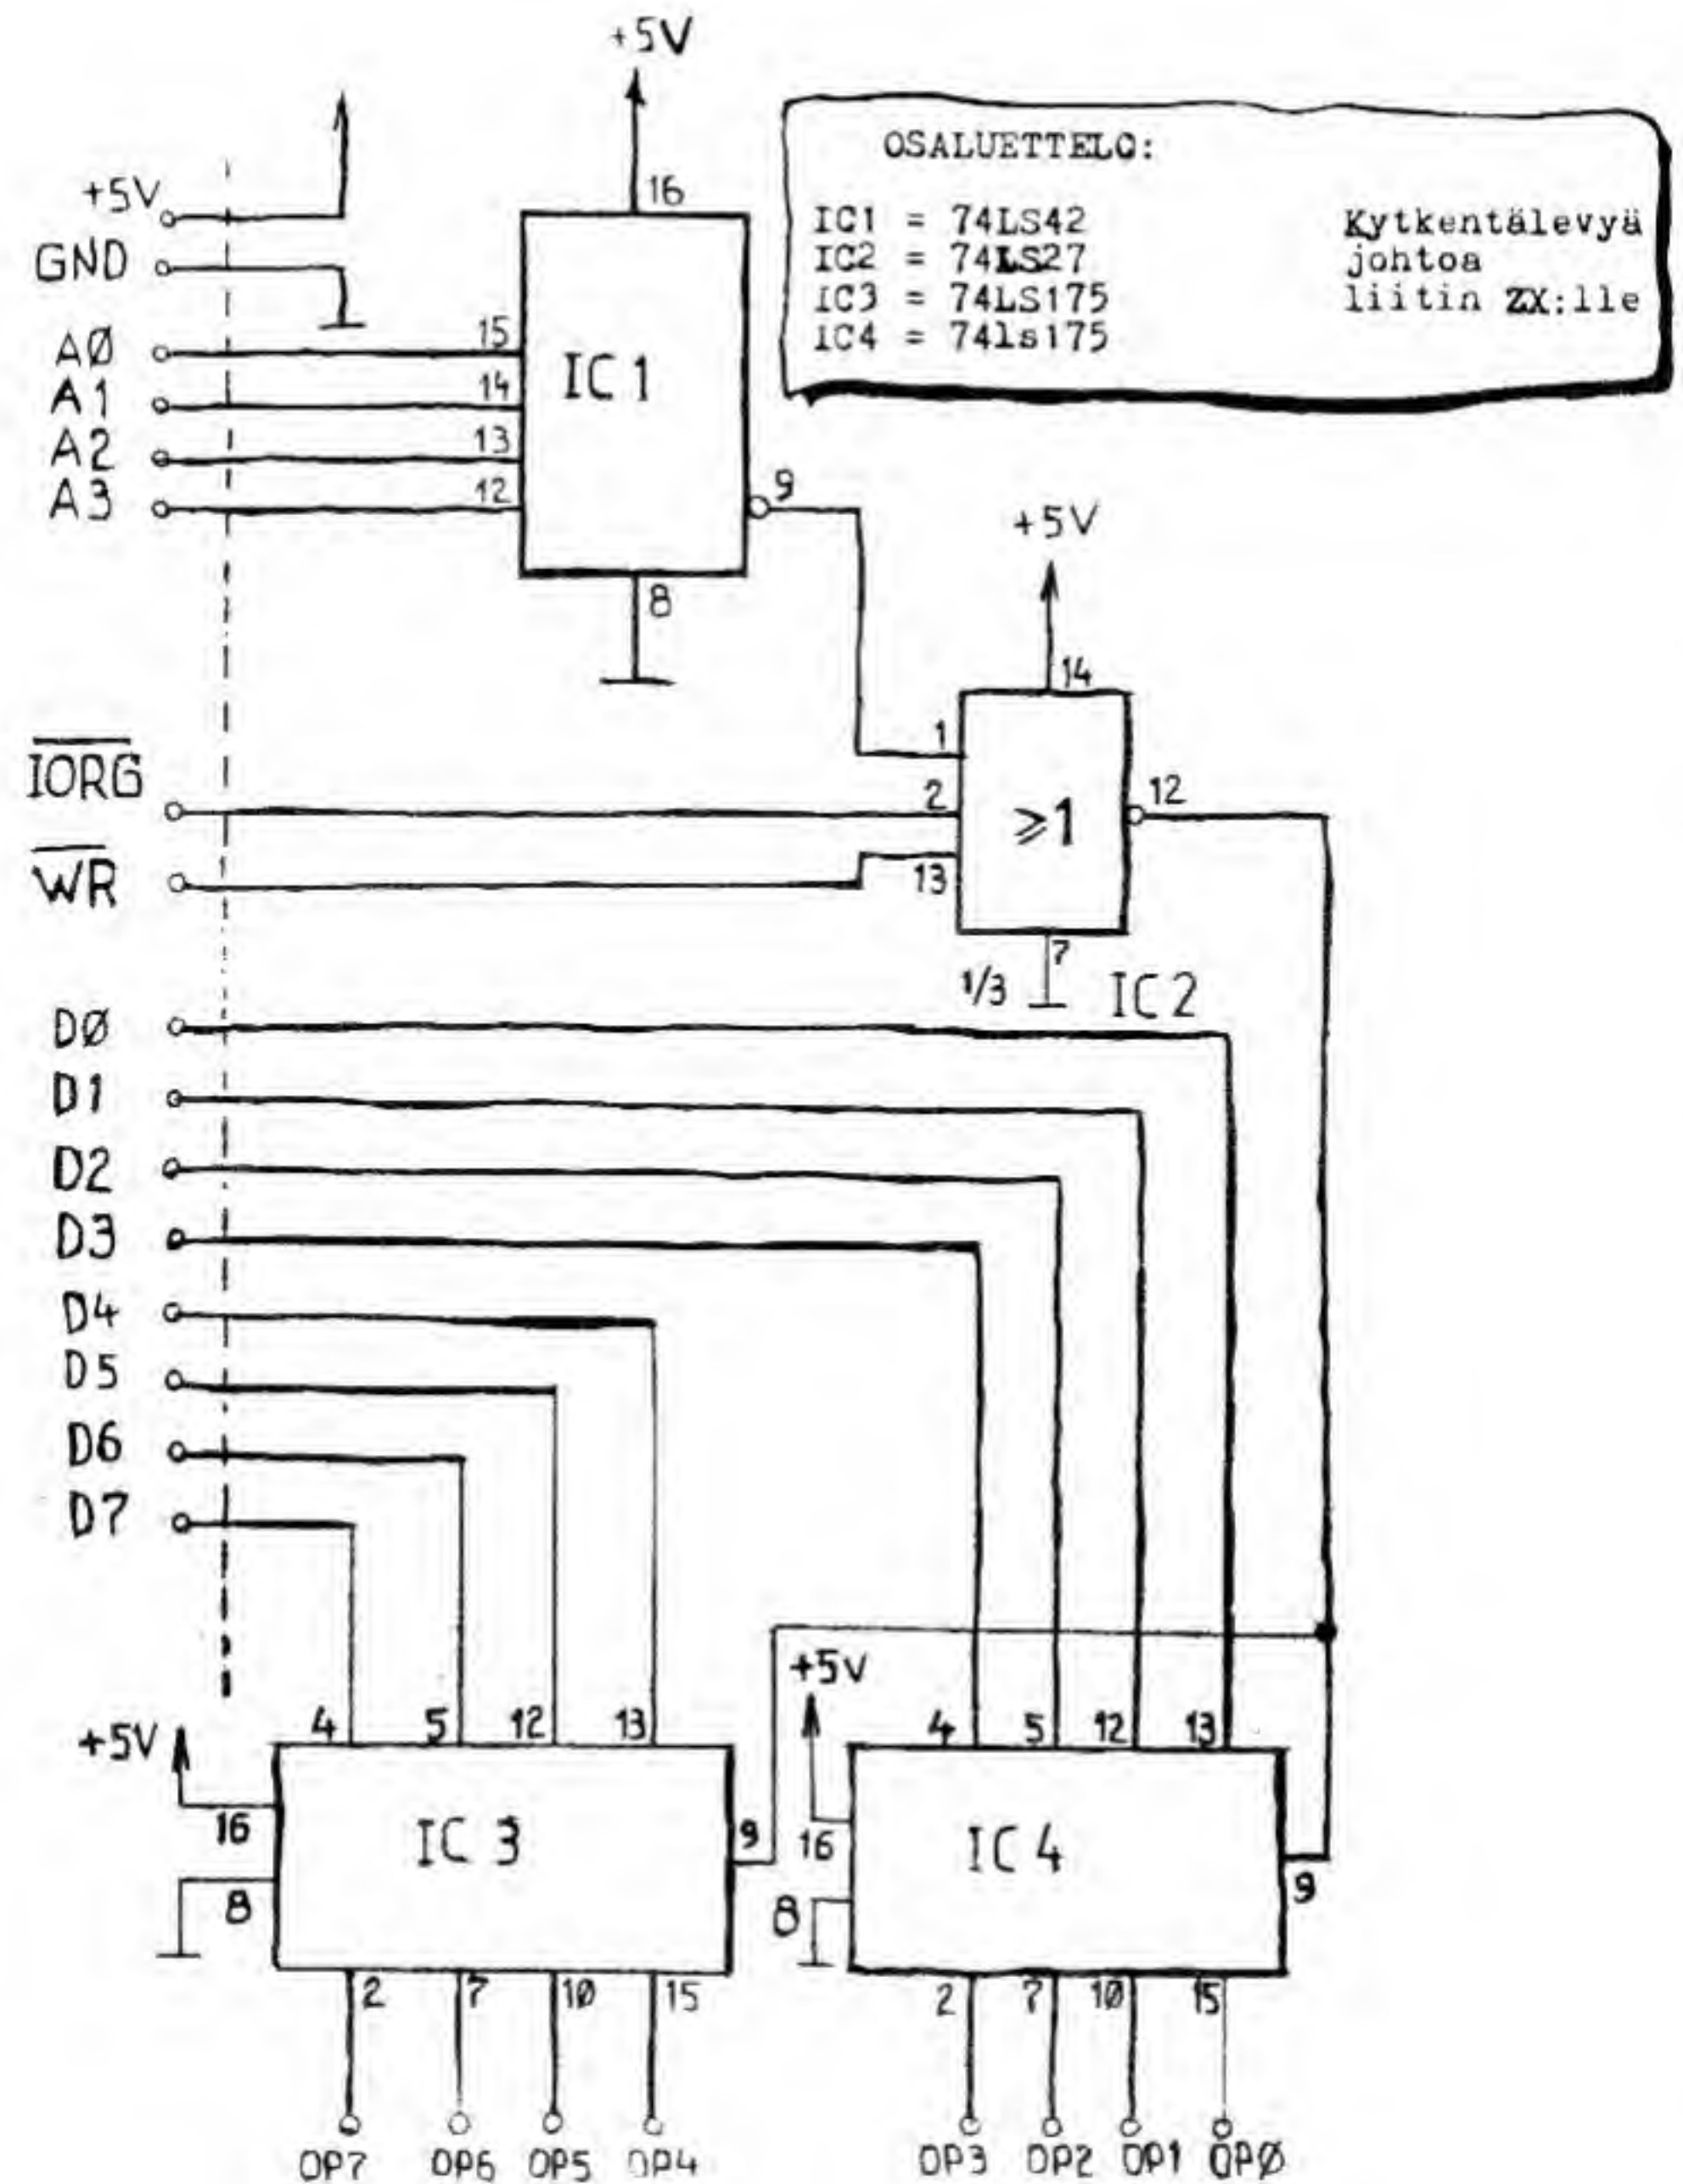 +5V
OSALUETTELO:
IC1 = 74LS42
IC2 = 74LS27
IC3 = 74LS175
IC4 = 74ls175
Kytkentälevyä
johtoa
liitin ZX:lle
+5V
GND
16
AØ
15
A1
14
A2
13
A3
12
IC1
9
8
+5V
14
IORG
1
2
≥1
12
WR
13
7
1/3
IC2
DØ
D1
D2
D3
D4
D5
D6
D7
+5V
4
5
12
13
+5V
4
5
12
13
16
IC 3
9
16
IC 4
9
8
8
2
7
1Ø
15
2
7
1Ø
15
OP7
OP6
OP5
OP4
OP3
OP2
OP1
OPØ